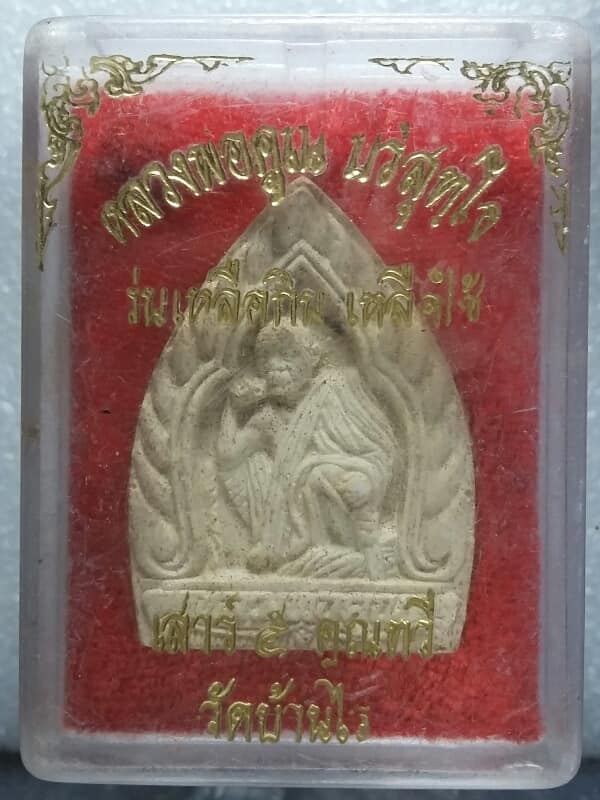 หลวงพ่อคูณ บริสุทโธ
รุ่นเหลือกิน เหลือใช้
เสาร์ ๕ คูณทวี
วัดบ้านไร่